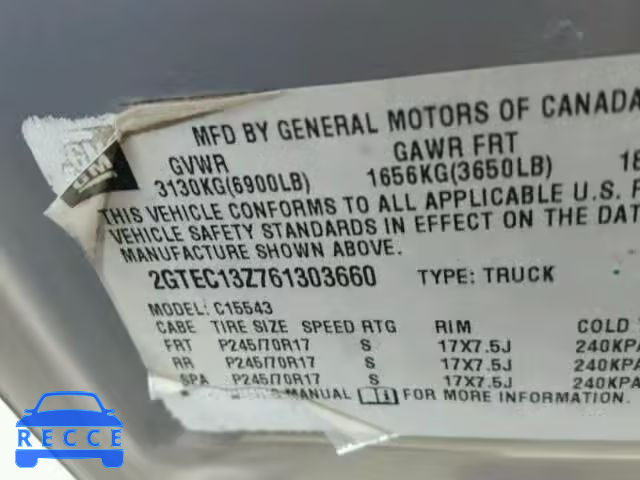 MFD BY GENERAL MOTORS OF CANADA
GM
GVWR GAWR FRT
3130KG(6900LB) 1656KG(3650LB) 18
THIS VEHICLE CONFORMS TO ALL APPLICABLE U.S.
VEHICLE SAFETY STANDARDS IN EFFECT ON THE DAT
MANUFACTURE SHOWN ABOVE.
2GTEC13Z761303660 TYPE: TRUCK
MODEL: C15543
CABE TIRE SIZE SPEED RTG RIM COLD
FRT P245/70R17 S 17X7.5J 240KPA
RR P245/70R17 S 17X7.5J 240KPA
SPA P245/70R17 S 17X7.5J 240KPA
MANUAL FOR MORE INFORMATION.
RECCE